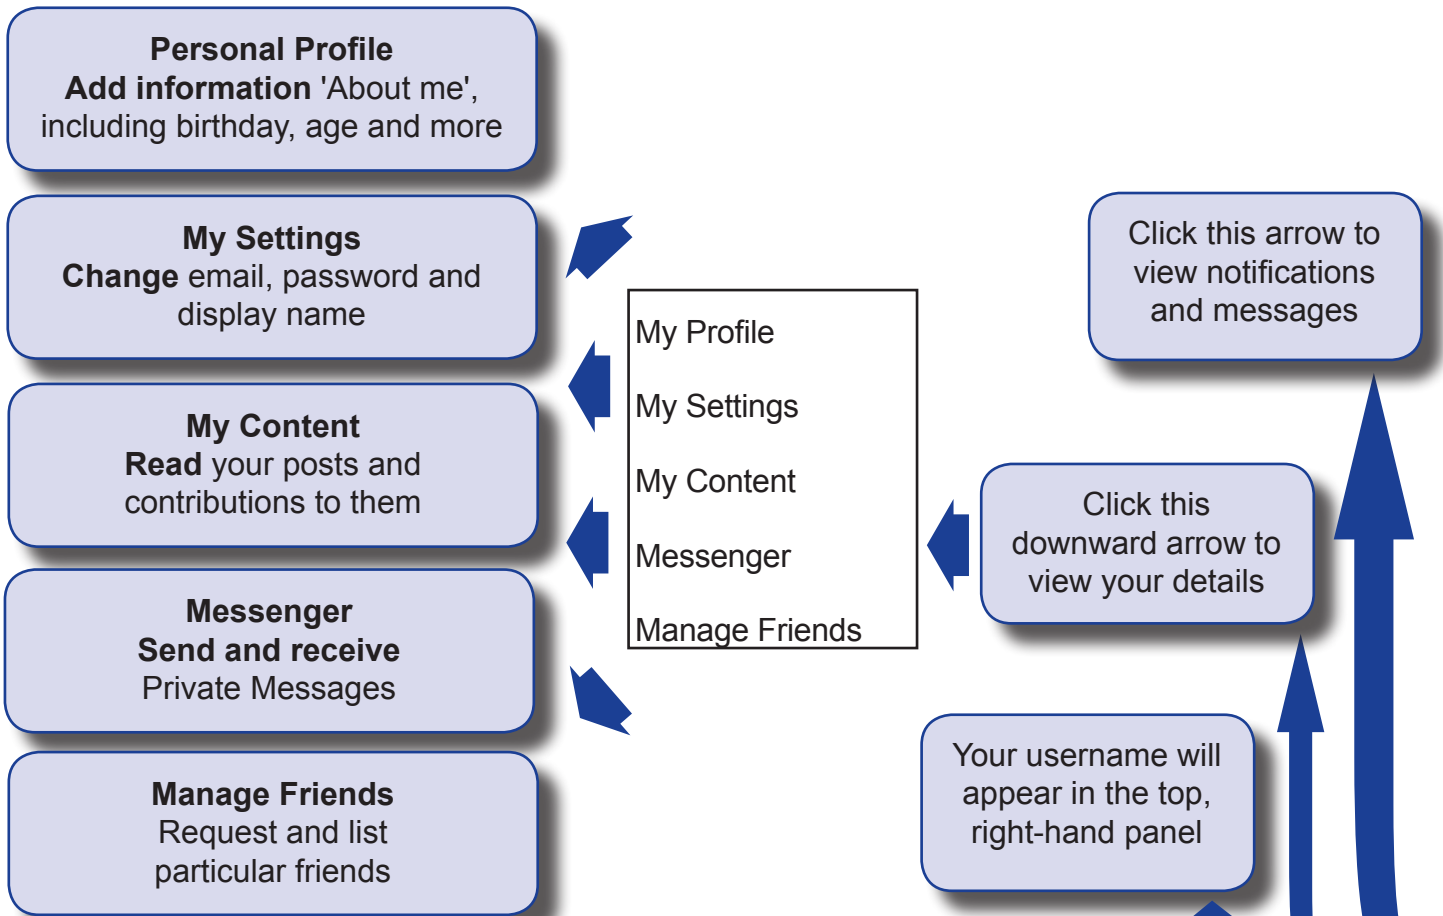 Personal Profile
Add information 'About me',
including birthday, age and more
My Settings
Change email, password and
display name
My Content
Read your posts and
contributions to them
Messenger
Send and receive
Private Messages
Manage Friends
Request and list
particular friends
My Profile
My Settings
My Content
Messenger
Manage Friends
Click this arrow to
view notifications
and messages
Click this
downward arrow to
view your details
Your username will
appear in the top,
right-hand panel